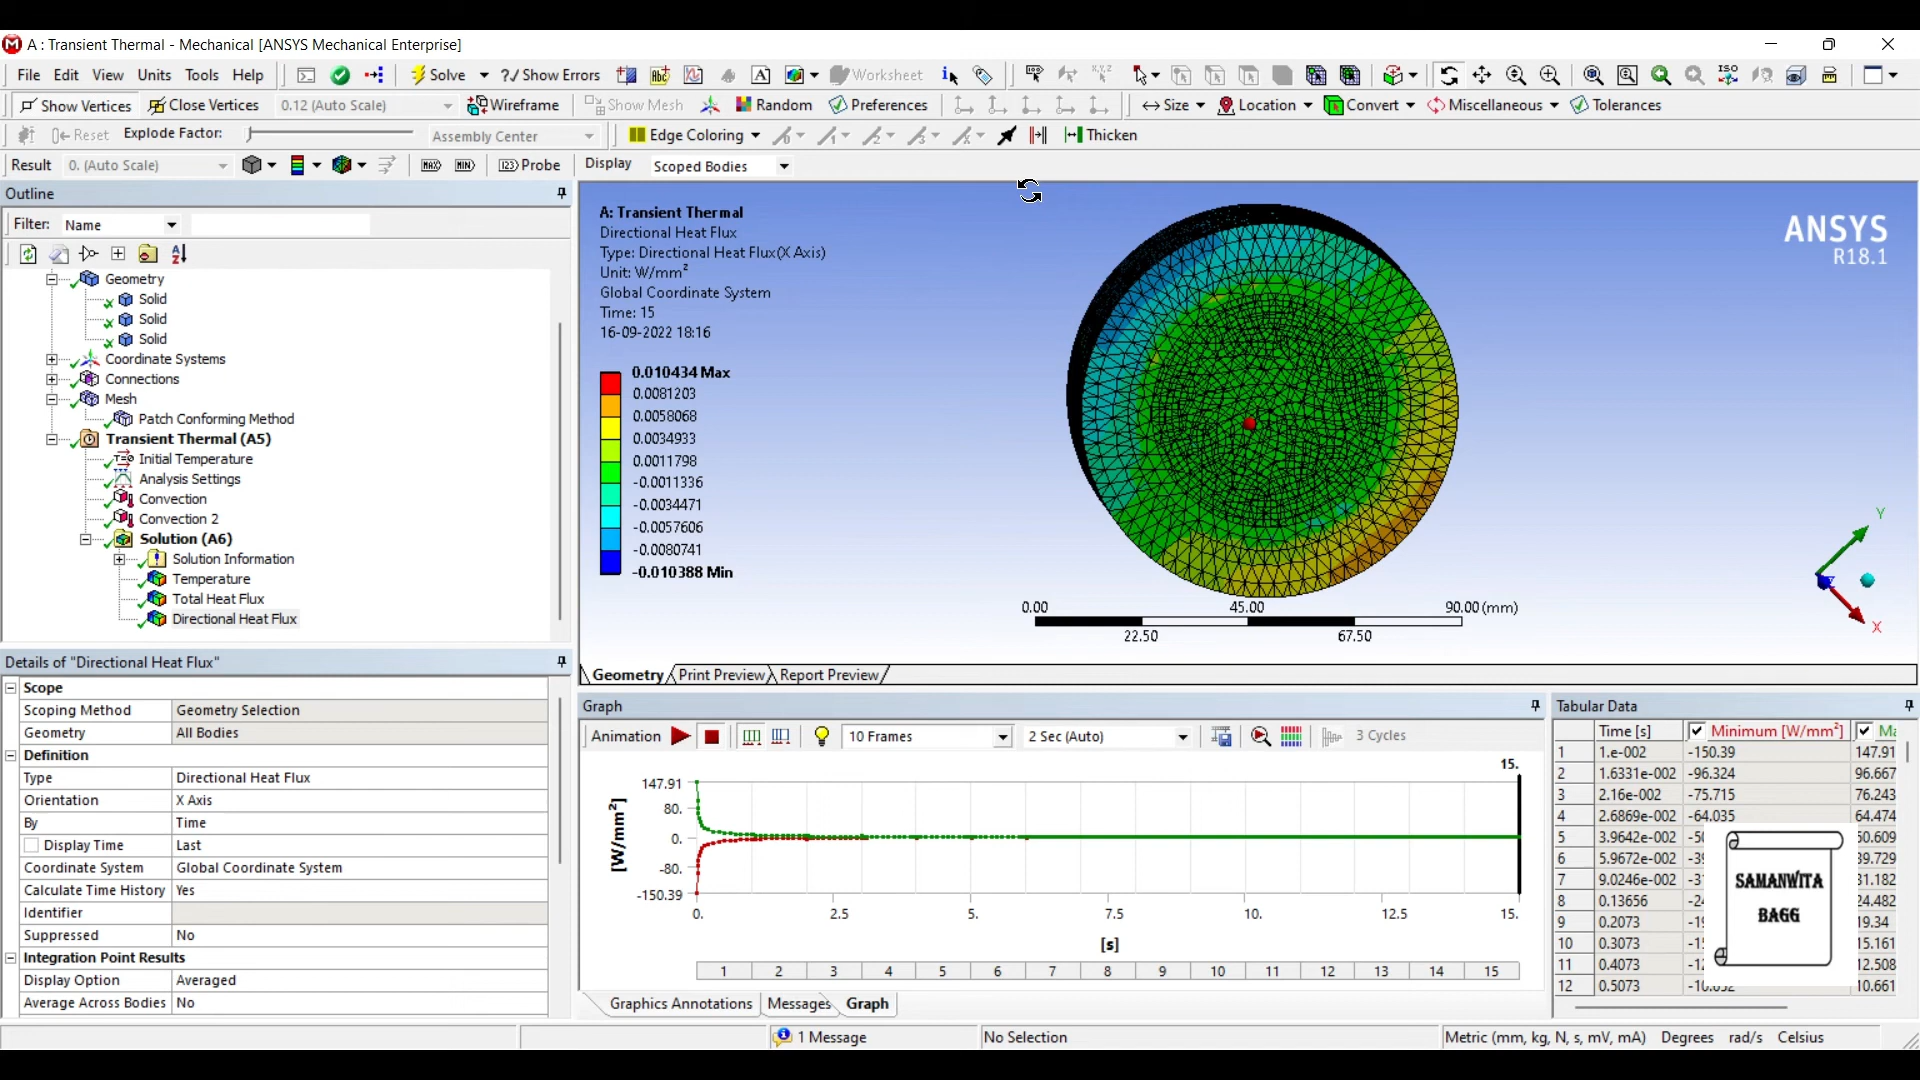 A : Transient Thermal - Mechanical [ANSYS Mechanical Enterprise]
File Edit View Units Tools Help Solve ?/ Show Errors Worksheet
Show Vertices Close Vertices 0.12 (Auto Scale) Wireframe Show Mesh Random Preferences Size Location Convert Miscellaneous Tolerances
Reset Explode Factor: Assembly Center Edge Coloring Thicken
Result 0. (Auto Scale) MAX MIN Probe Display Scoped Bodies
Outline
Filter: Name
Geometry
Solid
Solid
Solid
Coordinate Systems
Connections
Mesh
Patch Conforming Method
Transient Thermal (A5)
Initial Temperature
Analysis Settings
Convection
Convection 2
Solution (A6)
Solution Information
Temperature
Total Heat Flux
Directional Heat Flux
Details of "Directional Heat Flux"
Scope
Scoping Method Geometry Selection
Geometry All Bodies
Definition
Type Directional Heat Flux
Orientation X Axis
By Time
Display Time Last
Coordinate System Global Coordinate System
Calculate Time History Yes
Identifier
Suppressed No
Integration Point Results
Display Option Averaged
Average Across Bodies No
A: Transient Thermal
Directional Heat Flux
Type: Directional Heat Flux(X Axis)
Unit: W/mm²
Global Coordinate System
Time: 15
16-09-2022 18:16
0.010434 Max
0.0081203
0.0058068
0.0034933
0.0011798
-0.0011336
-0.0034471
-0.0057606
-0.0080741
-0.010388 Min
ANSYS
R18.1
Y
X
0.00 45.00 90.00 (mm)
22.50 67.50
Geometry Print Preview Report Preview
Graph
Animation 10 Frames 2 Sec (Auto) 3 Cycles
15.
147.91
80.
0.
-80.
-150.39
[W/mm²]
0. 2.5 5. 7.5 10. 12.5 15.
[s]
1 2 3 4 5 6 7 8 9 10 11 12 13 14 15
Graphics Annotations Messages Graph
Tabular Data
Time [s] Minimum [W/mm²] Ma
1 1.e-002 -150.39 147.91
2 1.6331e-002 -96.324 96.667
3 2.16e-002 -75.715 76.243
4 2.6869e-002 -64.035 64.474
5 3.9642e-002 50.609
6 5.9672e-002 39.729
7 9.0246e-002 31.182
8 0.13656 24.482
9 0.2073 19.34
10 0.3073 15.161
11 0.4073 12.508
12 0.5073 10.661
SAMANWITA
BAGG
1 Message No Selection Metric (mm, kg, N, s, mV, mA) Degrees rad/s Celsius